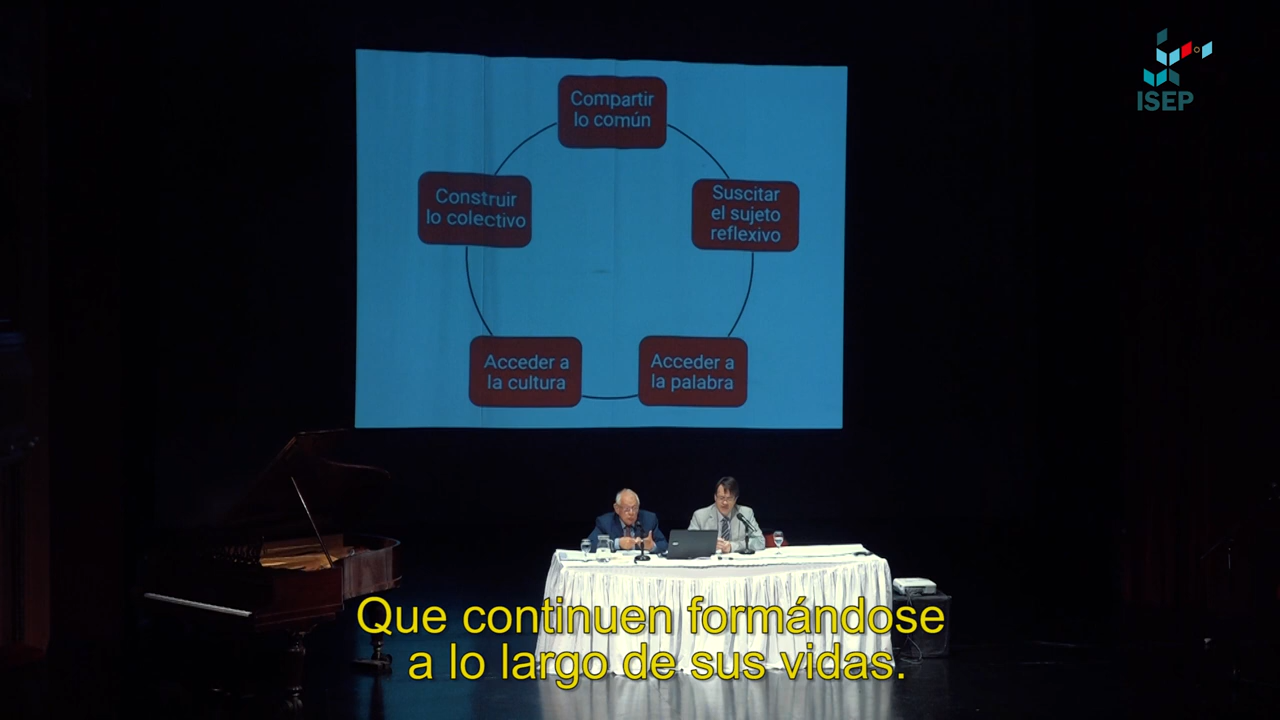 ISEP
Compartir
lo común
Construir
lo colectivo
Suscitar
el sujeto
reflexivo
Acceder a
la cultura
Acceder a
la palabra
Que continuen formándose
a lo largo de sus vidas.